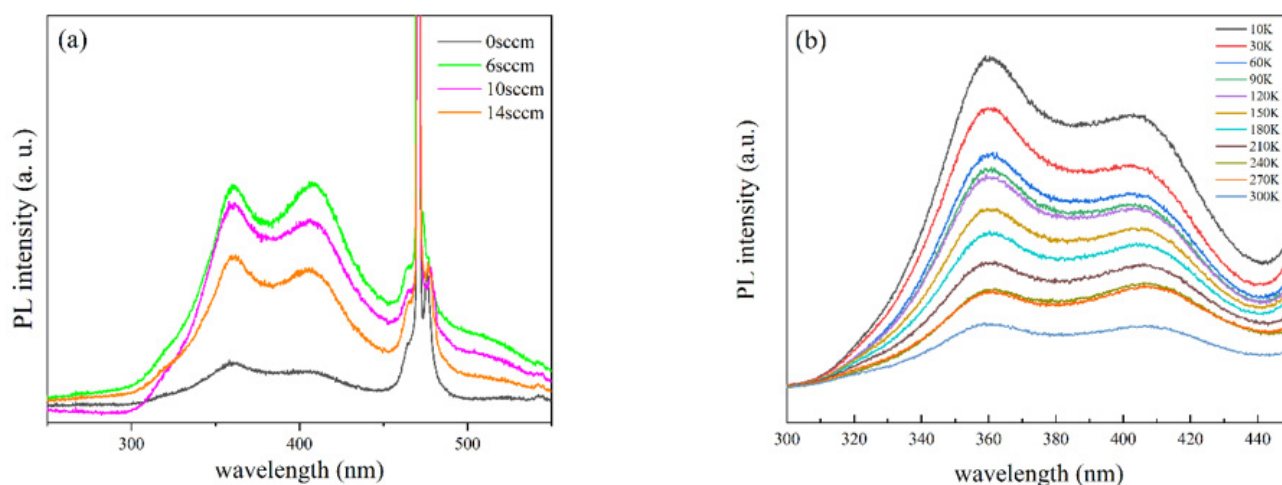 (a)
0sccm
6sccm
10sccm
14sccm
PL intensity (a. u.)
300
400
500
wavelength (nm)
(b)
10K
30K
60K
90K
120K
150K
180K
210K
240K
270K
300K
PL intensity (a.u.)
300
320
340
360
380
400
420
440
wavelength (nm)